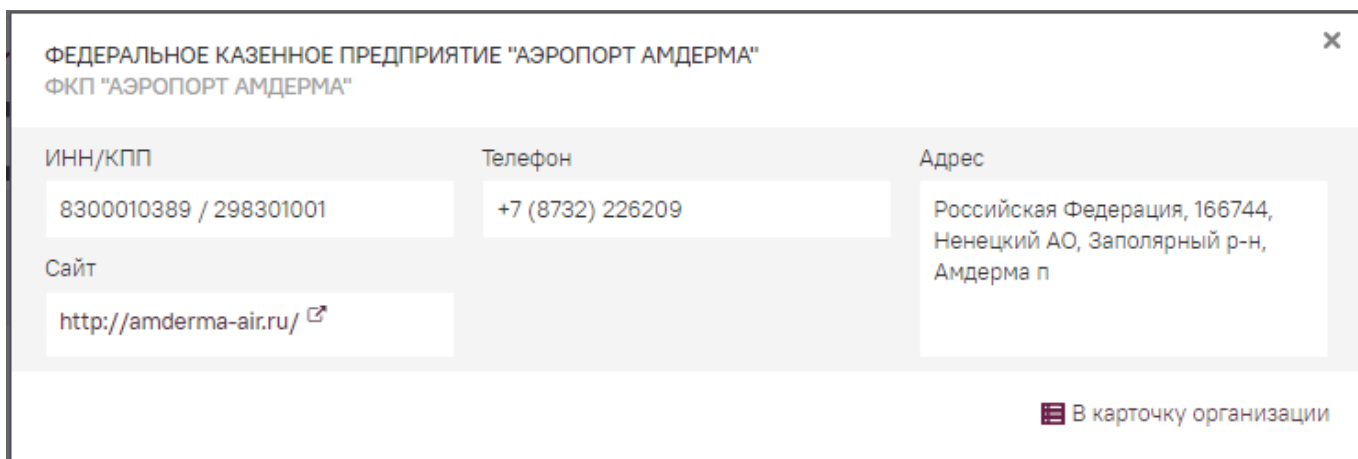 ФЕДЕРАЛЬНОЕ КАЗЕННОЕ ПРЕДПРИЯТИЕ "АЭРОПОРТ АМДЕРМА"
ФКП "АЭРОПОРТ АМДЕРМА"
ИНН/КПП
8300010389 / 298301001
Телефон
+7 (8732) 226209
Адрес
Российская Федерация, 166744,
Ненецкий АО, Заполярный р-н,
Амдерма п
Сайт
http://amderma-air.ru/
В карточку организации